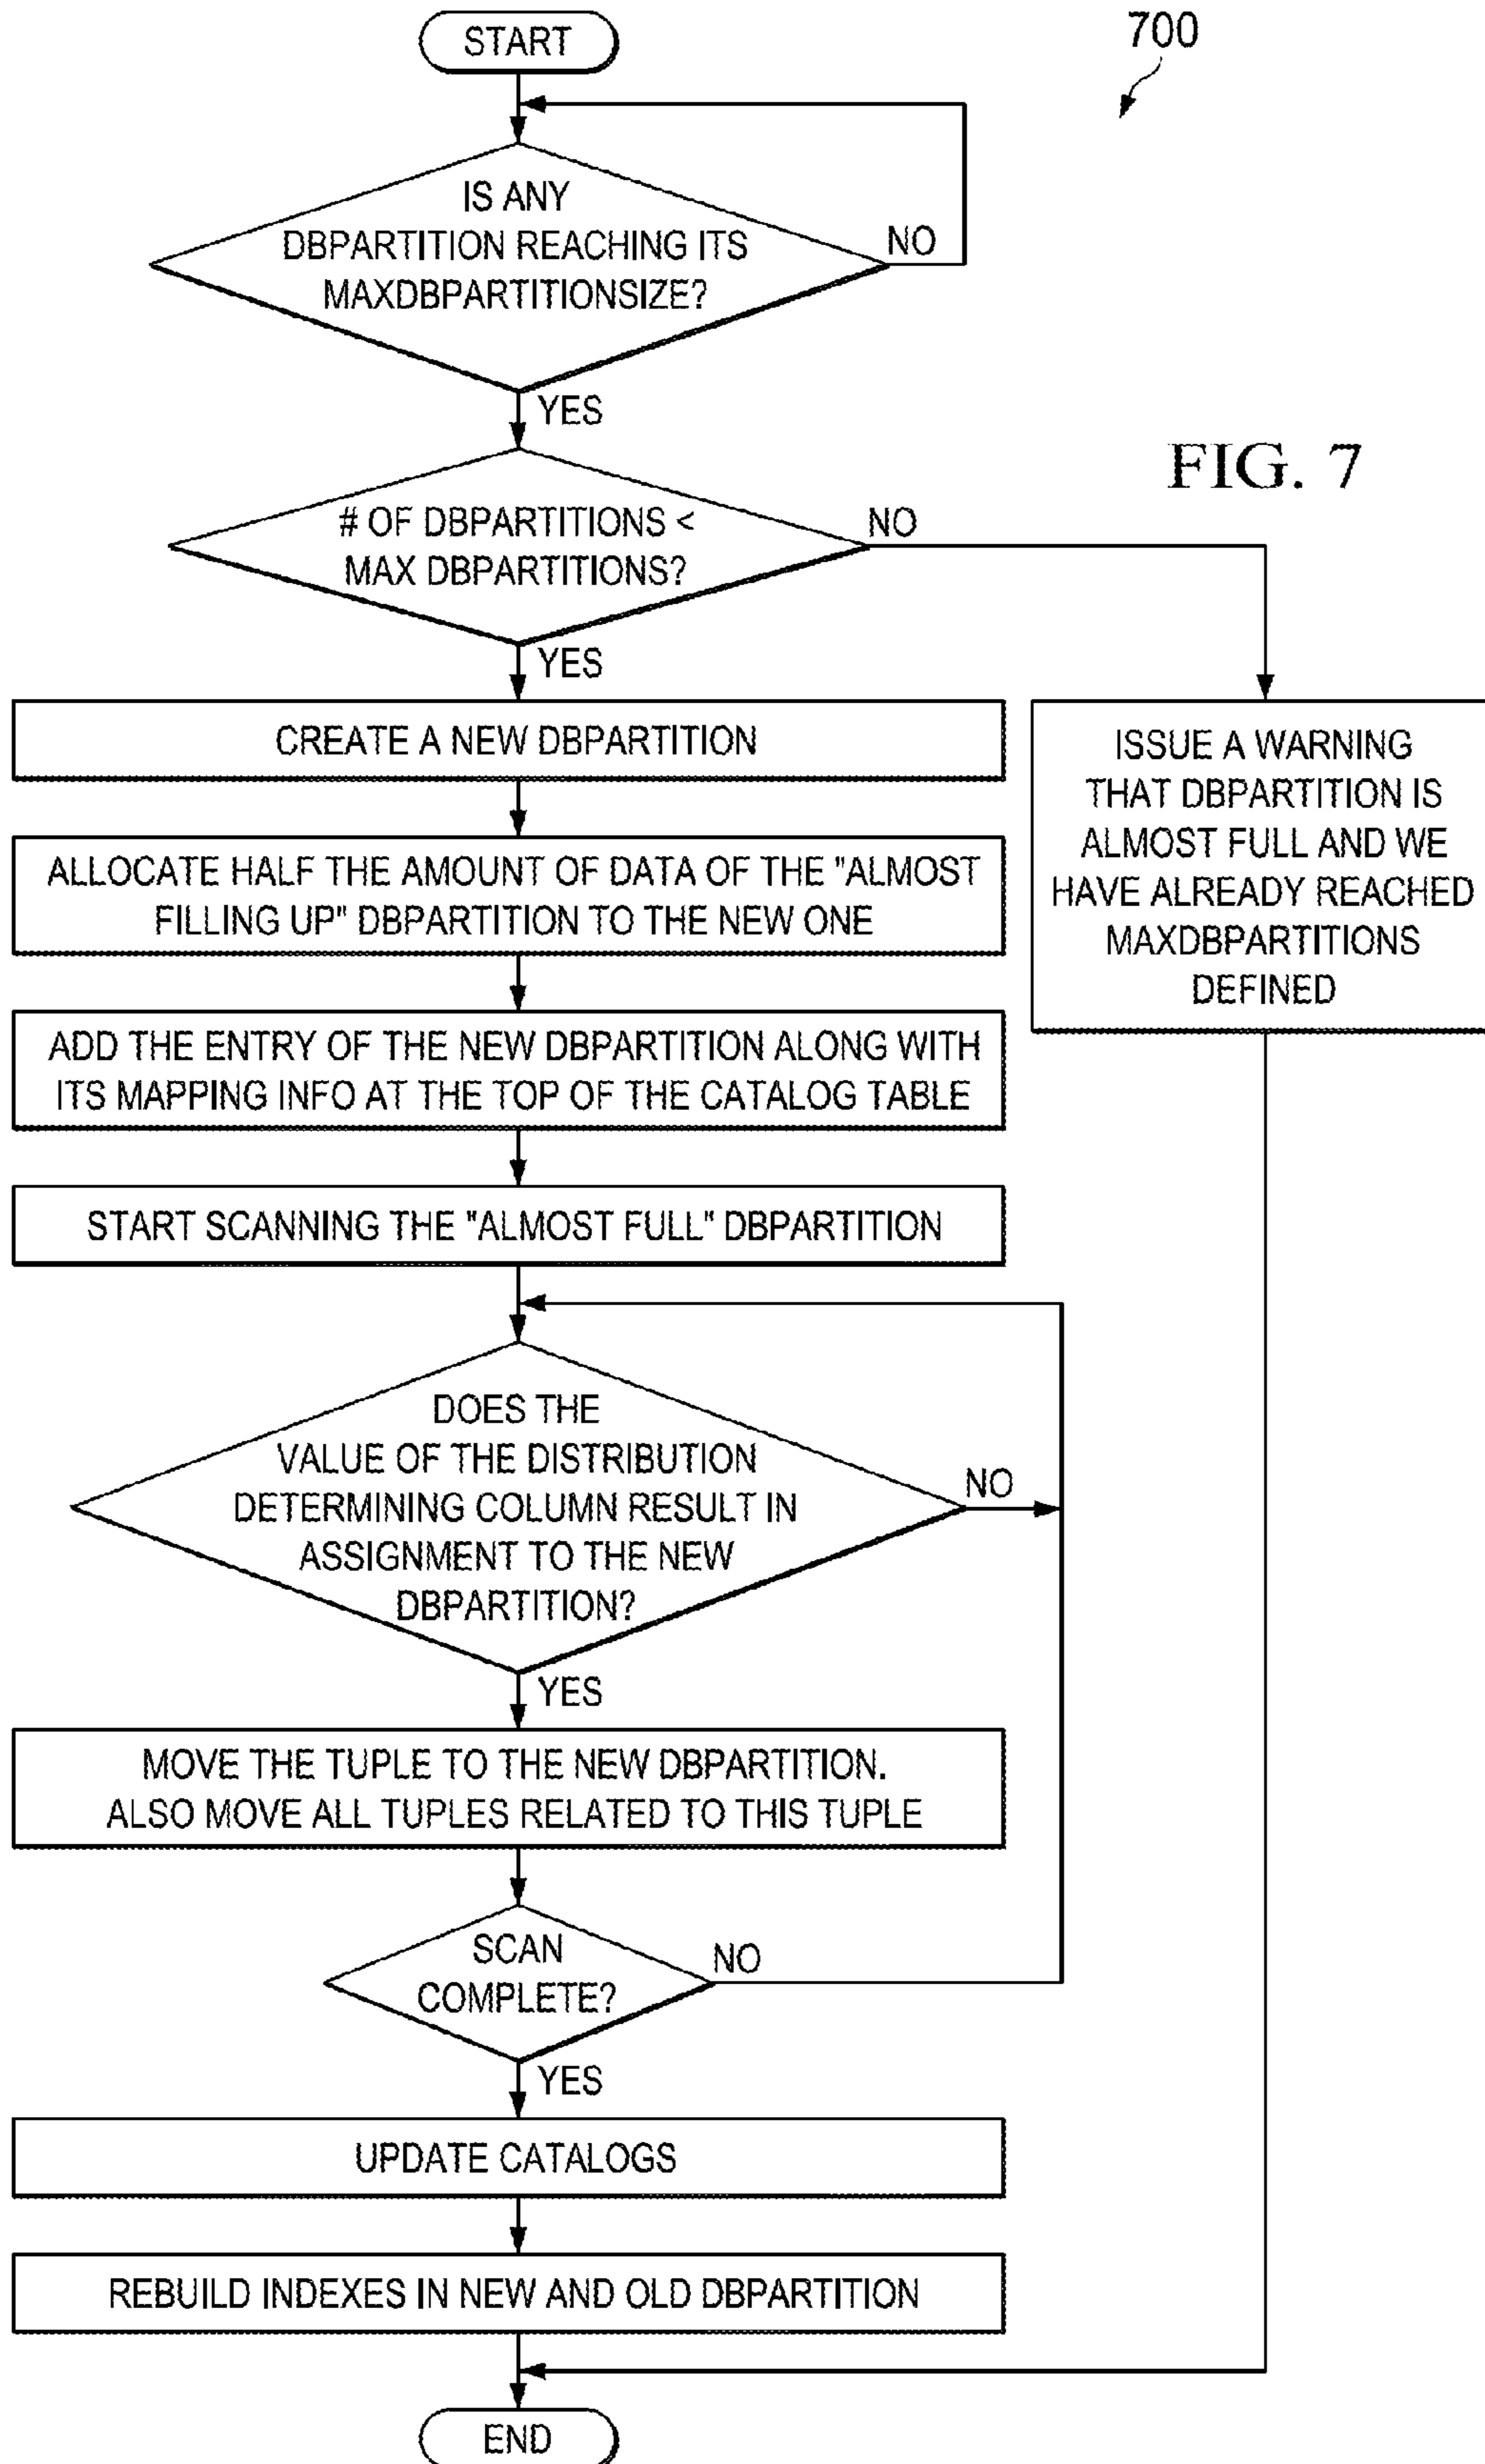 START
700
IS ANY
DBPARTITION REACHING ITS
MAXDBPARTITIONSIZE?
NO
YES
FIG. 7
# OF DBPARTITIONS <
MAX DBPARTITIONS?
NO
YES
CREATE A NEW DBPARTITION
ISSUE A WARNING
THAT DBPARTITION IS
ALMOST FULL AND WE
HAVE ALREADY REACHED
MAXDBPARTITIONS
DEFINED
ALLOCATE HALF THE AMOUNT OF DATA OF THE "ALMOST
FILLING UP" DBPARTITION TO THE NEW ONE
ADD THE ENTRY OF THE NEW DBPARTITION ALONG WITH
ITS MAPPING INFO AT THE TOP OF THE CATALOG TABLE
START SCANNING THE "ALMOST FULL" DBPARTITION
DOES THE
VALUE OF THE DISTRIBUTION
DETERMINING COLUMN RESULT IN
ASSIGNMENT TO THE NEW
DBPARTITION?
NO
YES
MOVE THE TUPLE TO THE NEW DBPARTITION.
ALSO MOVE ALL TUPLES RELATED TO THIS TUPLE
SCAN
COMPLETE?
NO
YES
UPDATE CATALOGS
REBUILD INDEXES IN NEW AND OLD DBPARTITION
END